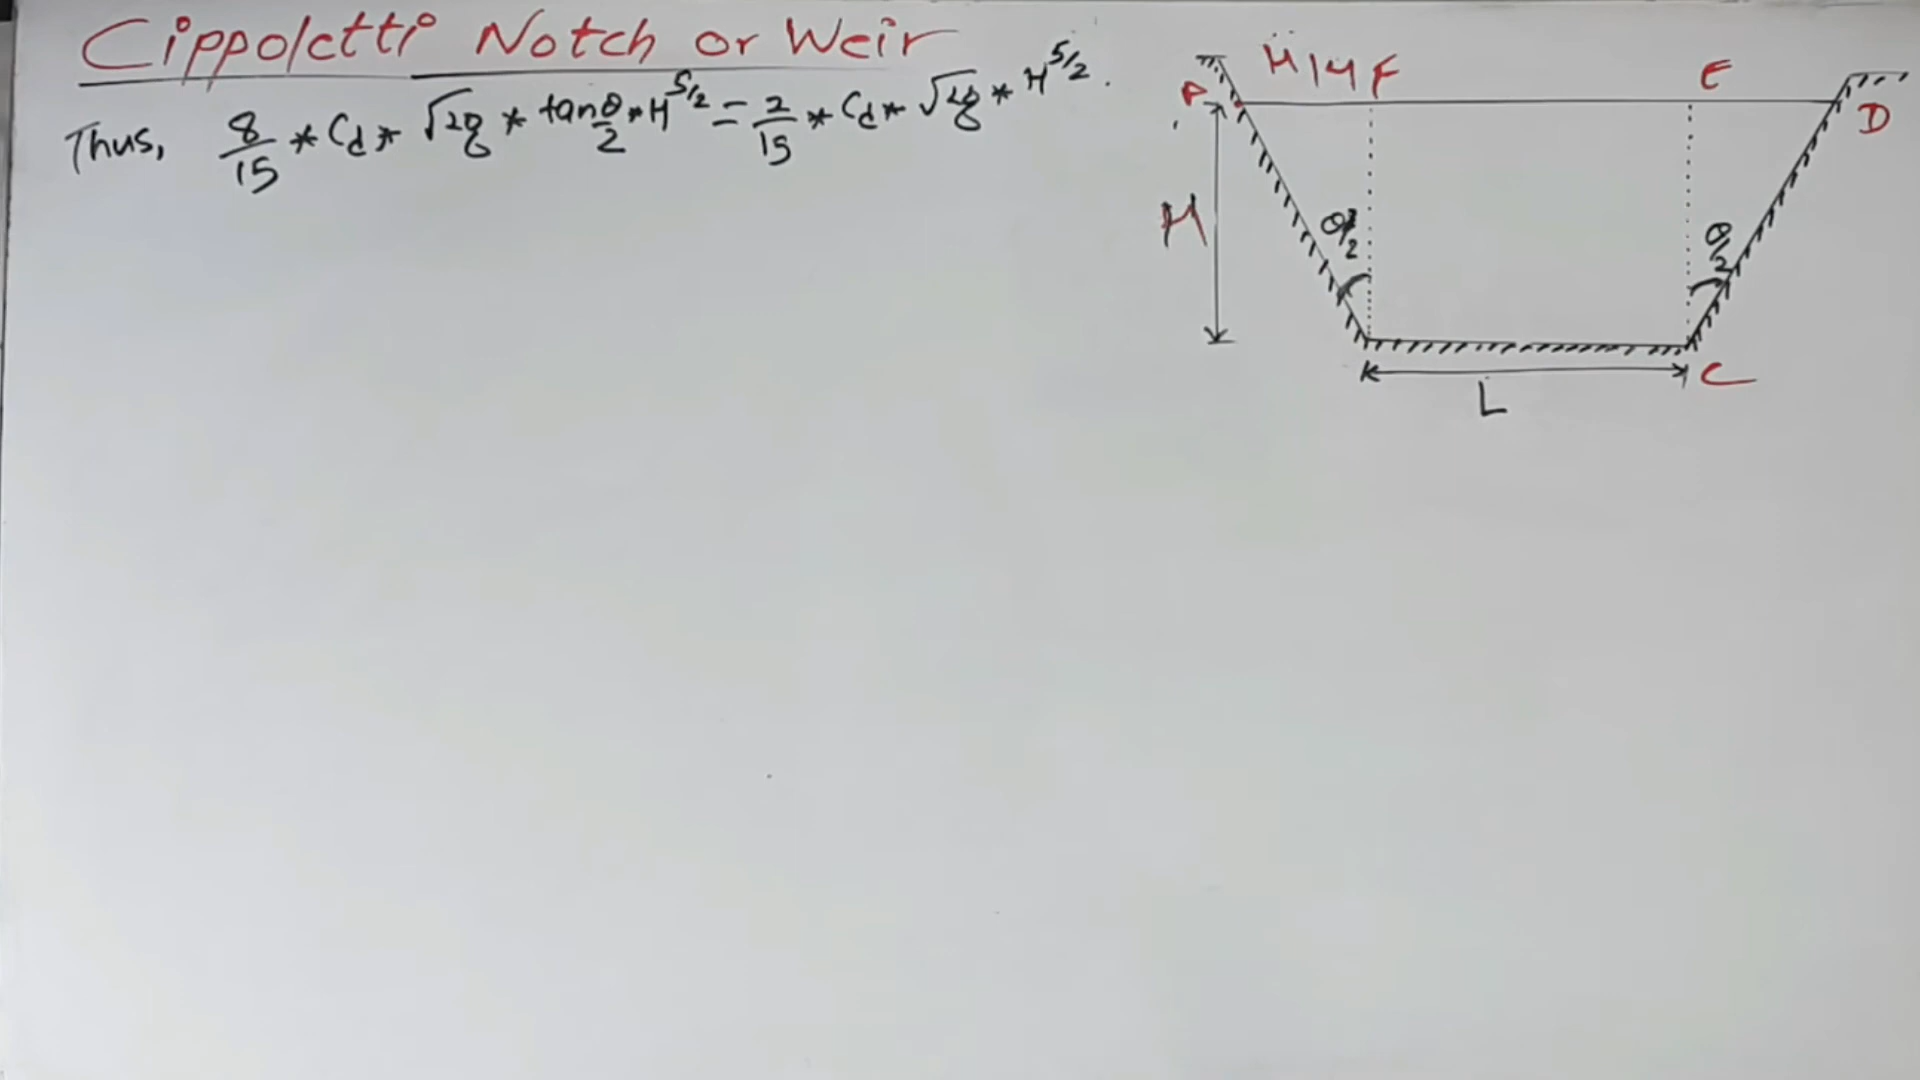 Cippoletti Notch or Weir
Thus, 8/15 * Cd * √2g * tan θ/2 * H^5/2 = 2/15 * Cd * √2g * H^5/2.
A H/4 F E D
H θ/2 θ/2
C
L